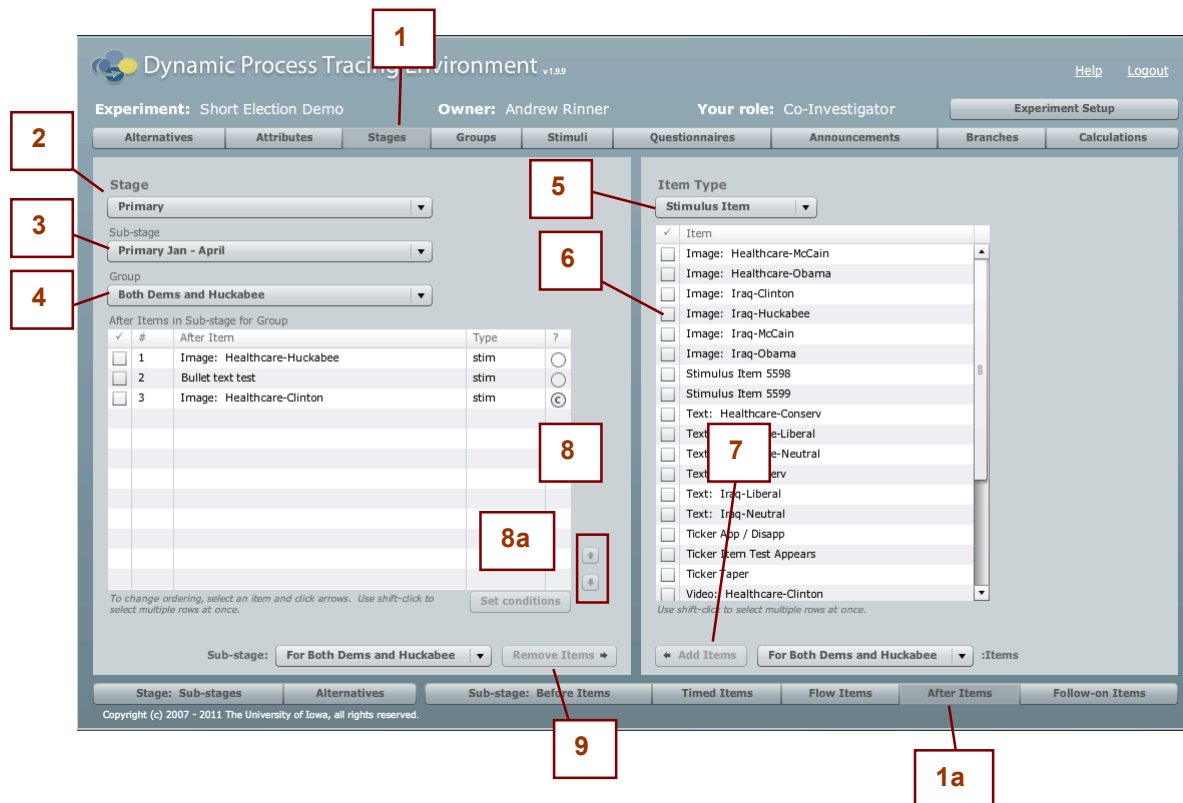 1
Dynamic Process Tracing Environment v 1.9.9
Help Logout
Experiment: Short Election Demo Owner: Andrew Rinner Your role: Co-Investigator Experiment Setup
Alternatives Attributes Stages Groups Stimuli Questionnaires Announcements Branches Calculations
2
Stage
Primary
3
Sub-stage
Primary Jan - April
4
Group
Both Dems and Huckabee
After Items in Sub-stage for Group
✓ # After Item Type ?
1 Image: Healthcare-Huckabee stim
2 Bullet text test stim
3 Image: Healthcare-Clinton stim C
8
8a
To change ordering, select an item and click arrows. Use shift-click to
select multiple rows at once.
Set conditions
Sub-stage: For Both Dems and Huckabee Remove Items
9
5
Item Type
Stimulus Item
6
✓ Item
Image: Healthcare-McCain
Image: Healthcare-Obama
Image: Iraq-Clinton
Image: Iraq-Huckabee
Image: Iraq-McCain
Image: Iraq-Obama
Stimulus Item 5598
Stimulus Item 5599
Text: Healthcare-Conserv
Text: e-Liberal
Text: e-Neutral
Text erv
Text: Iraq-Liberal
Text: Iraq-Neutral
Ticker App / Disapp
Ticker Item Test Appears
Ticker Taper
Video: Healthcare-Clinton
7
Use shift-click to select multiple rows at once.
Add Items For Both Dems and Huckabee :Items
Stage: Sub-stages Alternatives Sub-stage: Before Items Timed Items Flow Items After Items Follow-on Items
Copyright (c) 2007 - 2011 The University of Iowa, all rights reserved.
1a